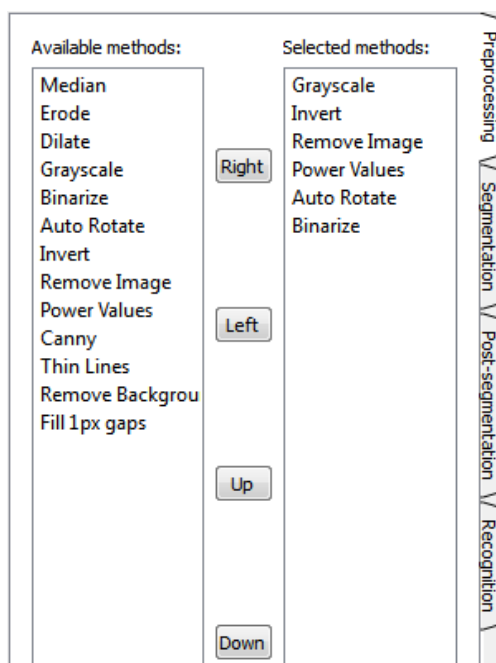 Available methods:
Median
Erode
Dilate
Grayscale
Binarize
Auto Rotate
Invert
Remove Image
Power Values
Canny
Thin Lines
Remove Backgrou
Fill 1px gaps
Right
Left
Up
Down
Selected methods:
Grayscale
Invert
Remove Image
Power Values
Auto Rotate
Binarize
Preprocessing
Segmentation
Post-segmentation
Recognition